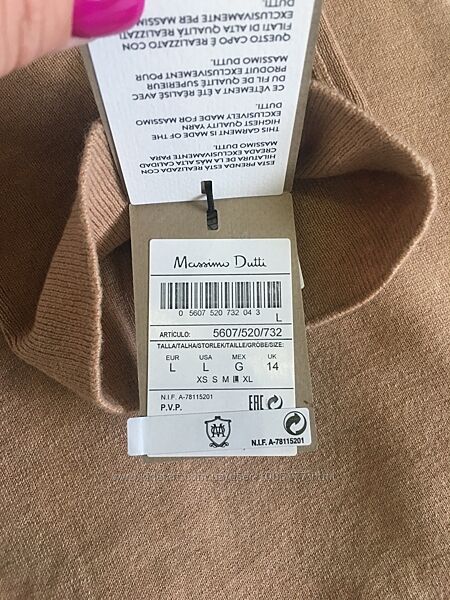 ESTA PRENDA ESTÁ REALIZADA CON
HILATURA DE LA MÁS ALTA CALIDAD
CREADA EXCLUSIVAMENTE PARA
MASSIMO DUTTI.
THIS GARMENT IS MADE OF THE
HIGHEST QUALITY YARN
EXCLUSIVELY MADE FOR MASSIMO
DUTTI.
CE VÊTEMENT A ÉTÉ RÉALISÉ AVEC
DU FIL DE QUALITÉ SUPÉRIEUR
PRODUIT EXCLUSIVEMENT POUR
MASSIMO DUTTI.
QUESTO CAPO È REALIZZATO CON
FILATI DI ALTA QUALITÀ REALIZZATI
EXCLUSIVAMENTE PER MASSIMO
DUTTI.
Massimo Dutti
0 5607 520 732 04 3
L
ARTÍCULO: 5607/520/732
TALLA/TALHA/STORLEK/TAILLE/GRÖBE/SIZE:
EUR USA MEX UK
L L G 14
XS S M L XL
N.I.F. A-78115201
P.V.P.
EAC
N.I.F. A-78115201